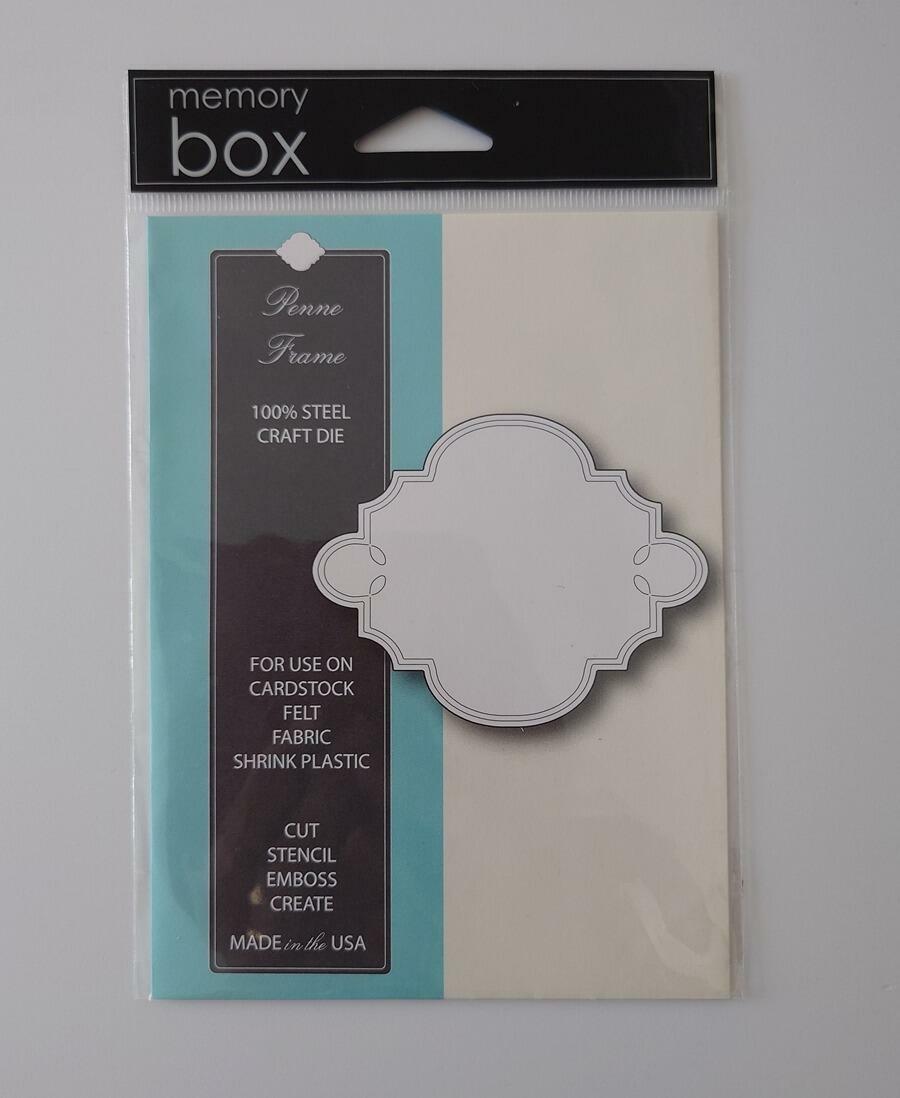 memory
box
Penne
Frame
100% STEEL
CRAFT DIE
FOR USE ON
CARDSTOCK
FELT
FABRIC
SHRINK PLASTIC
CUT
STENCIL
EMBOSS
CREATE
MADE in the USA